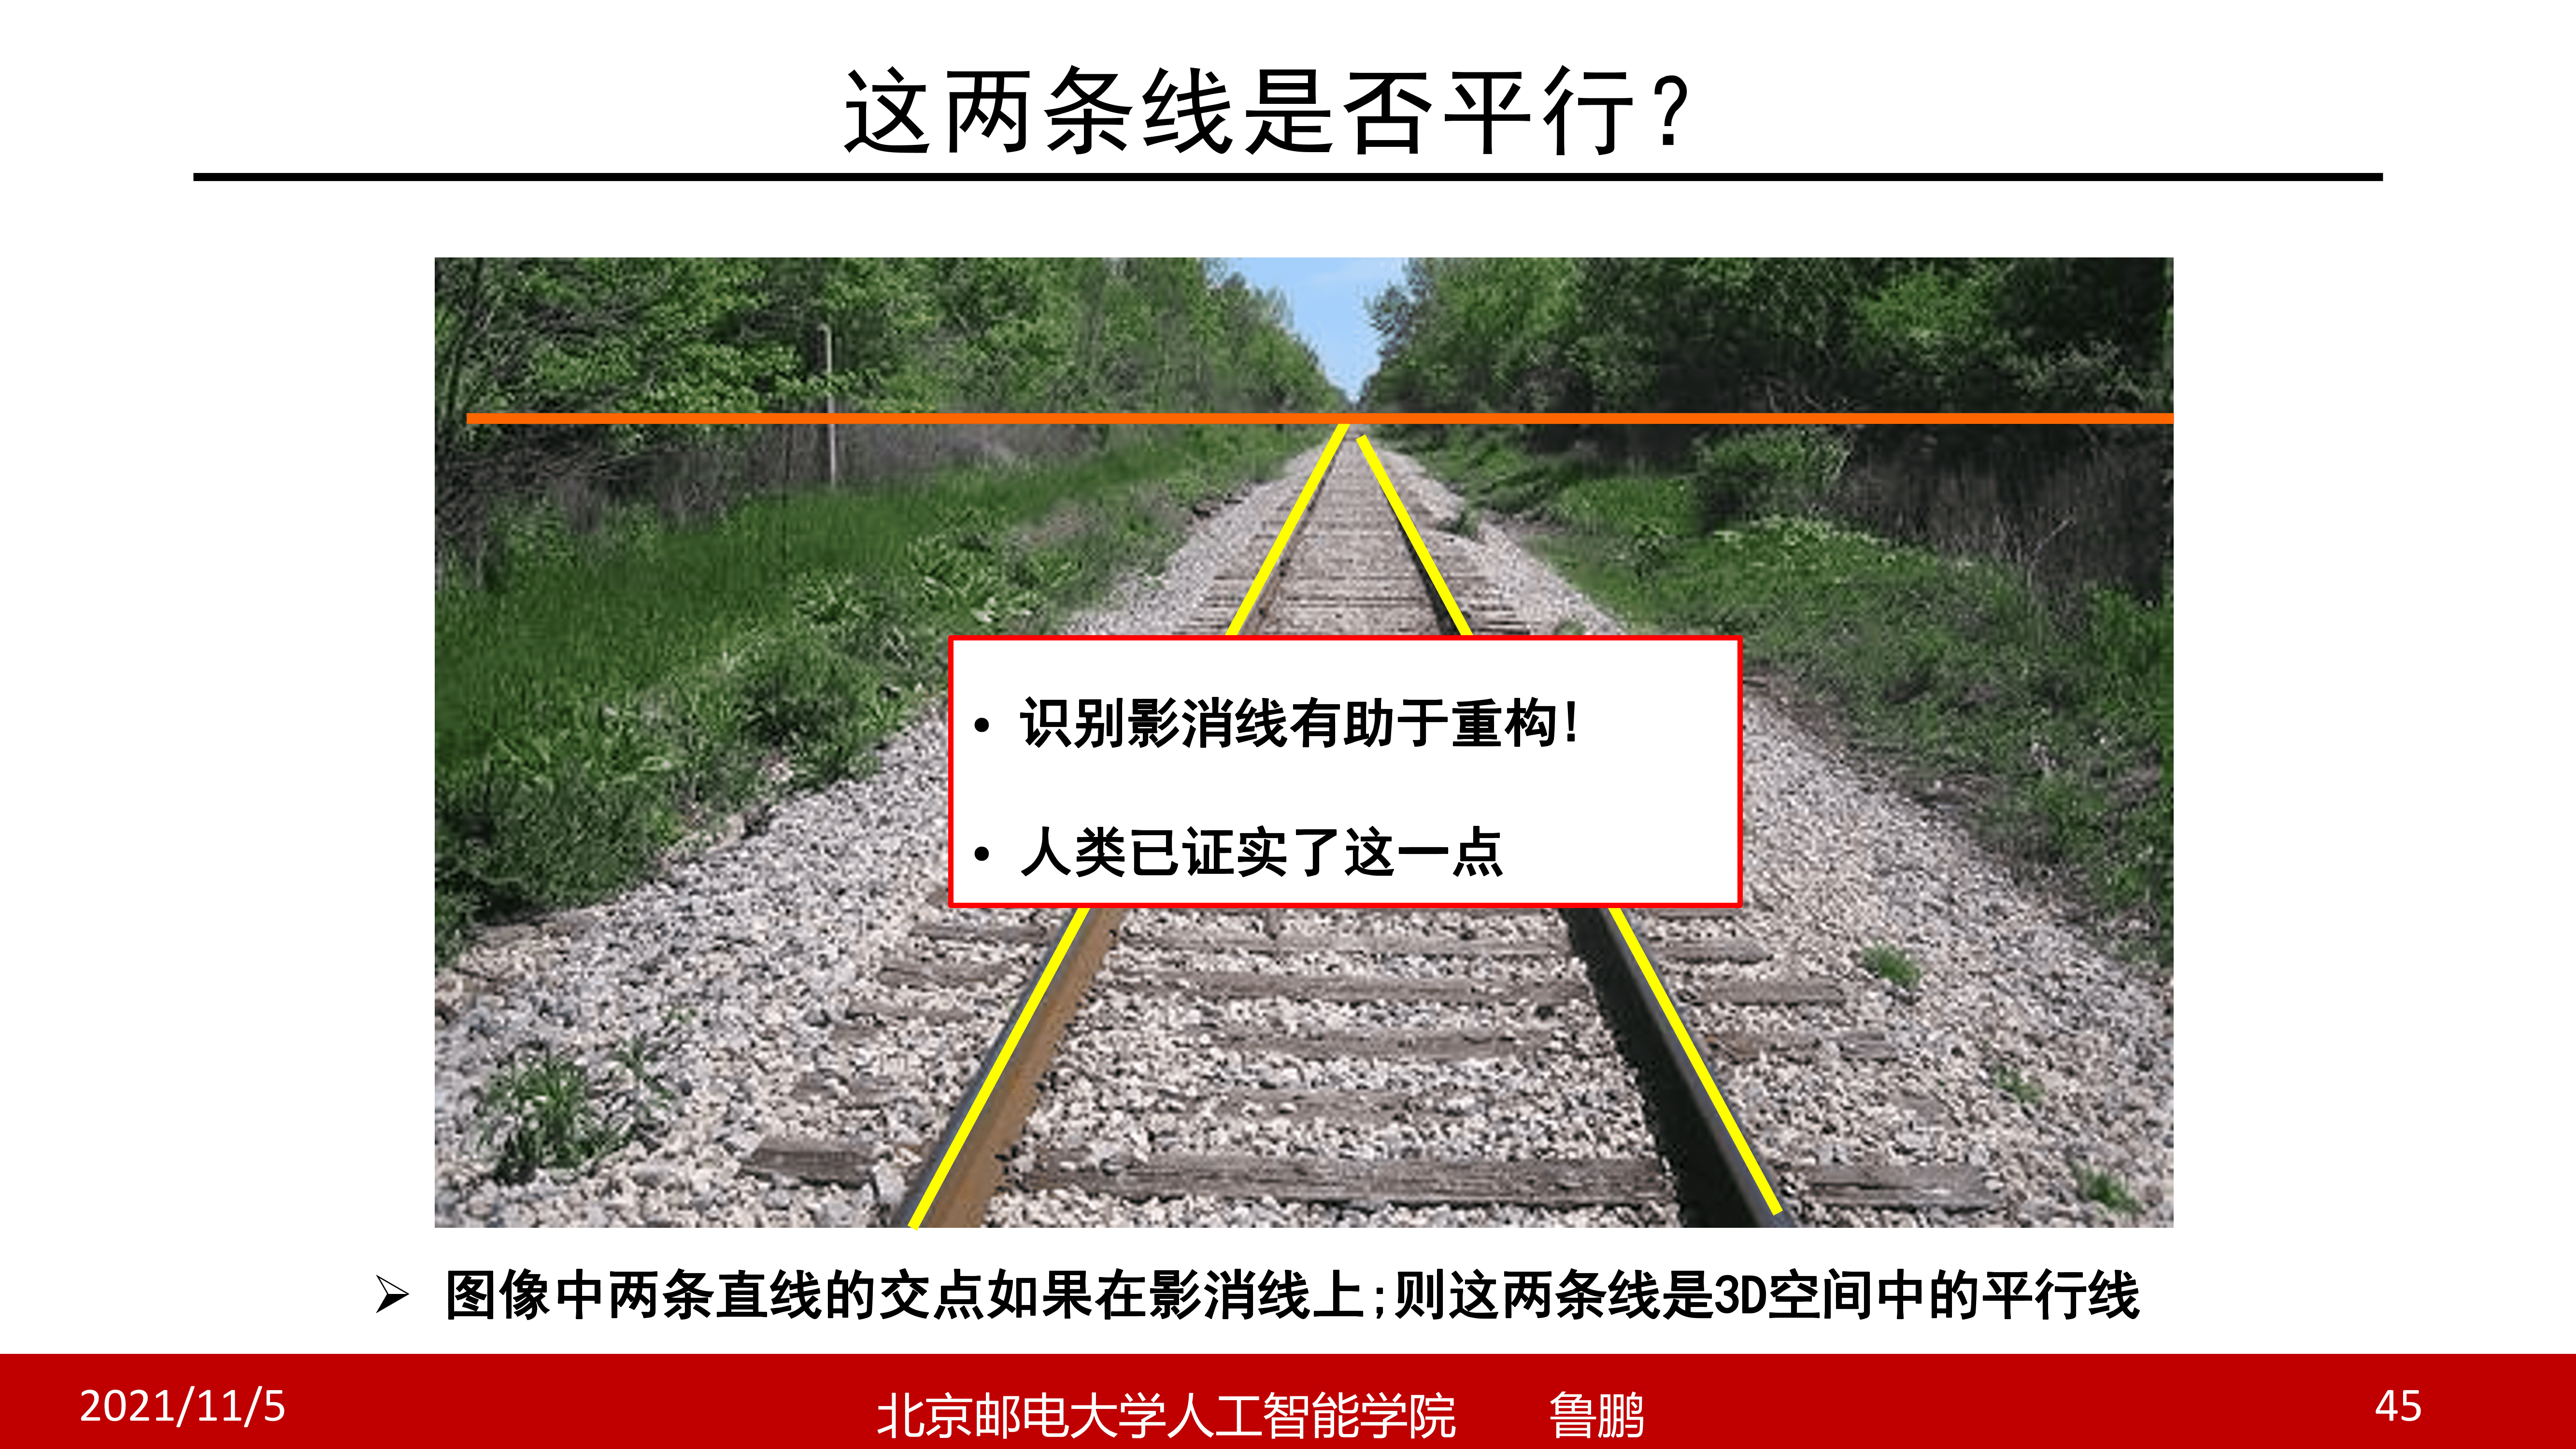 这两条线是否平行?
• 识别影消线有助于重构!
• 人类已证实了这一点
➢ 图像中两条直线的交点如果在影消线上;则这两条线是3D空间中的平行线
2021/11/5 北京邮电大学人工智能学院 鲁鹏 45